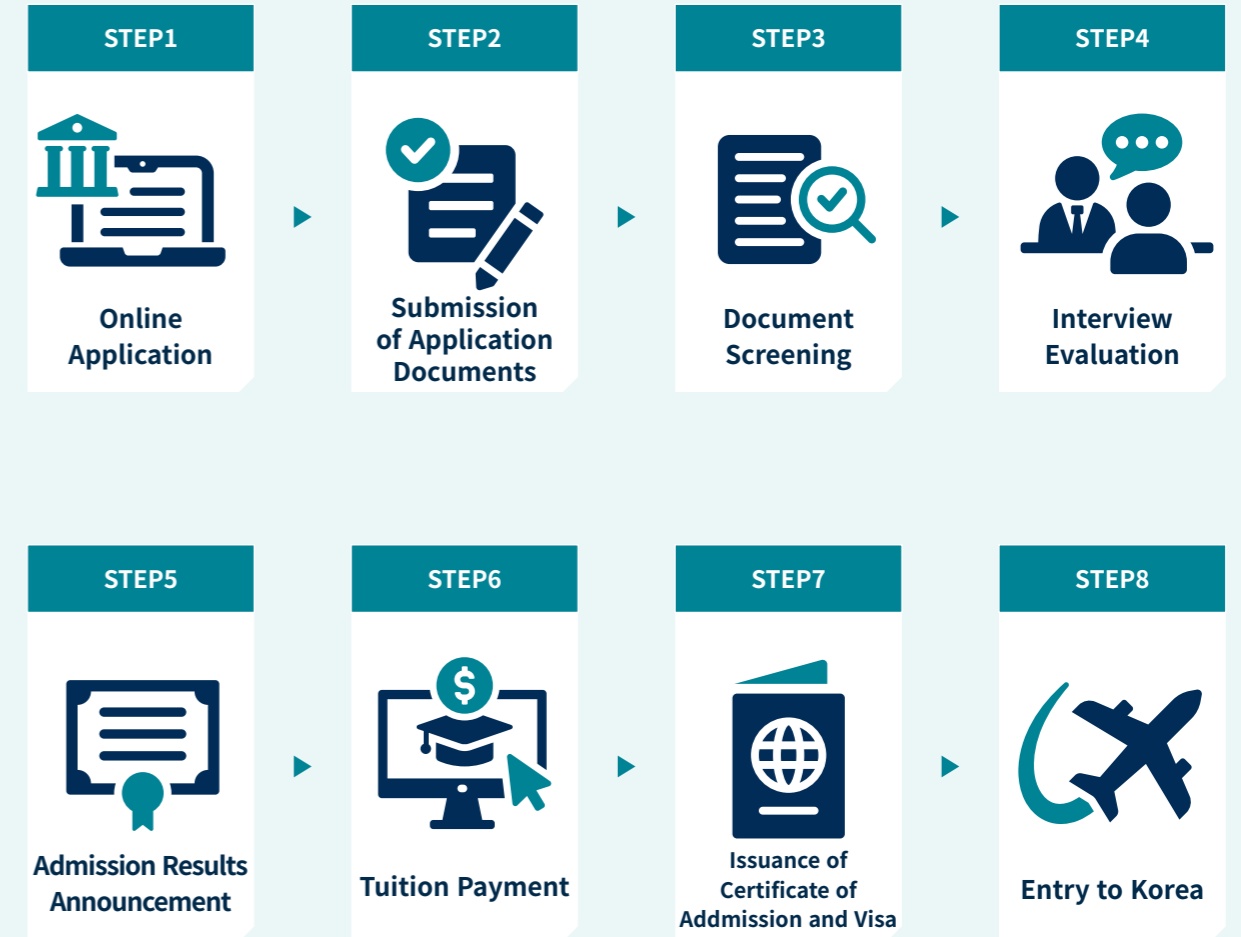 STEP1
STEP2
STEP3
STEP4
Online
Application
Submission
of Application
Documents
Document
Screening
Interview
Evaluation
STEP5
STEP6
STEP7
STEP8
$
Admission Results
Announcement
Tuition Payment
Issuance of
Certificate of
Addmission and Visa
Entry to Korea